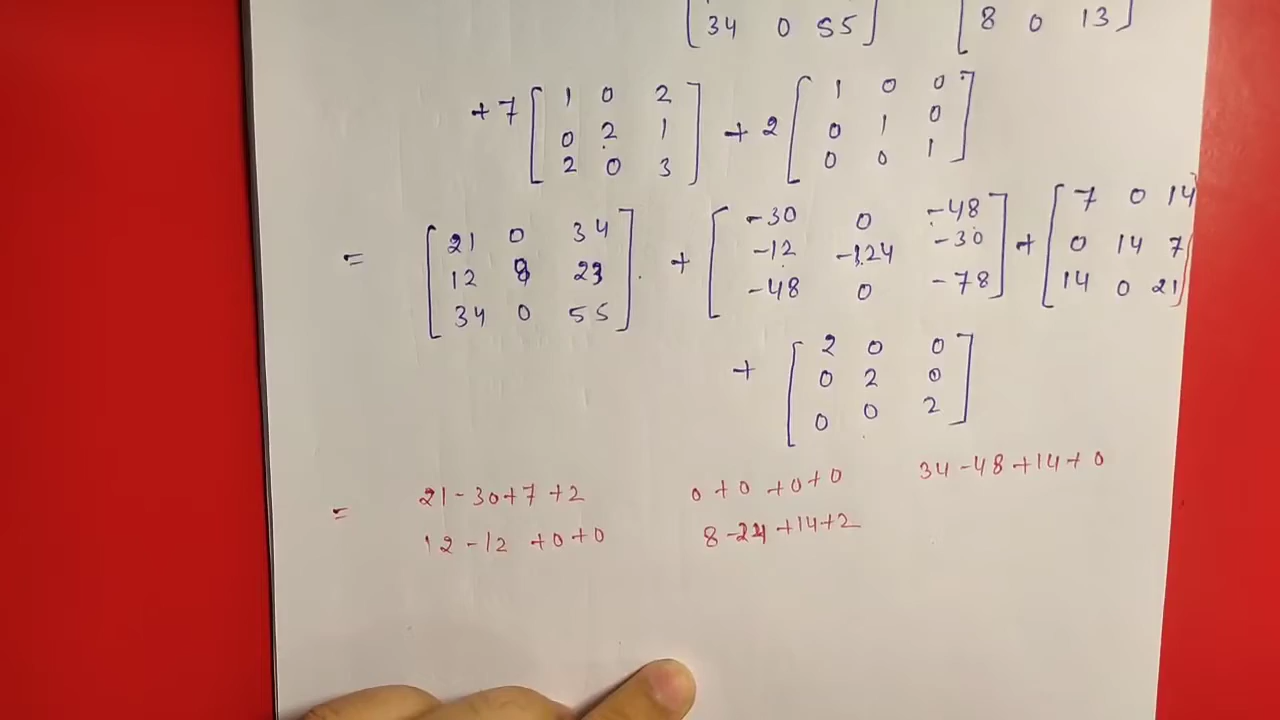 34 0 55] [8 0 13]
+7 [1 0 2 + 2 [1 0 0
0 2 1 0 1 0
2 0 3] 0 0 1]
= [21 0 34 + [-30 0 -48 + [7 0 14
12 8 23 -12 -24 -30 0 14 7
34 0 55] -48 0 -78] 14 0 21]
+ [2 0 0
0 2 0
0 0 2]
= 21-30+7+2 0+0+0+0 34-48+14+0
12-12+0+0 8-24+14+2